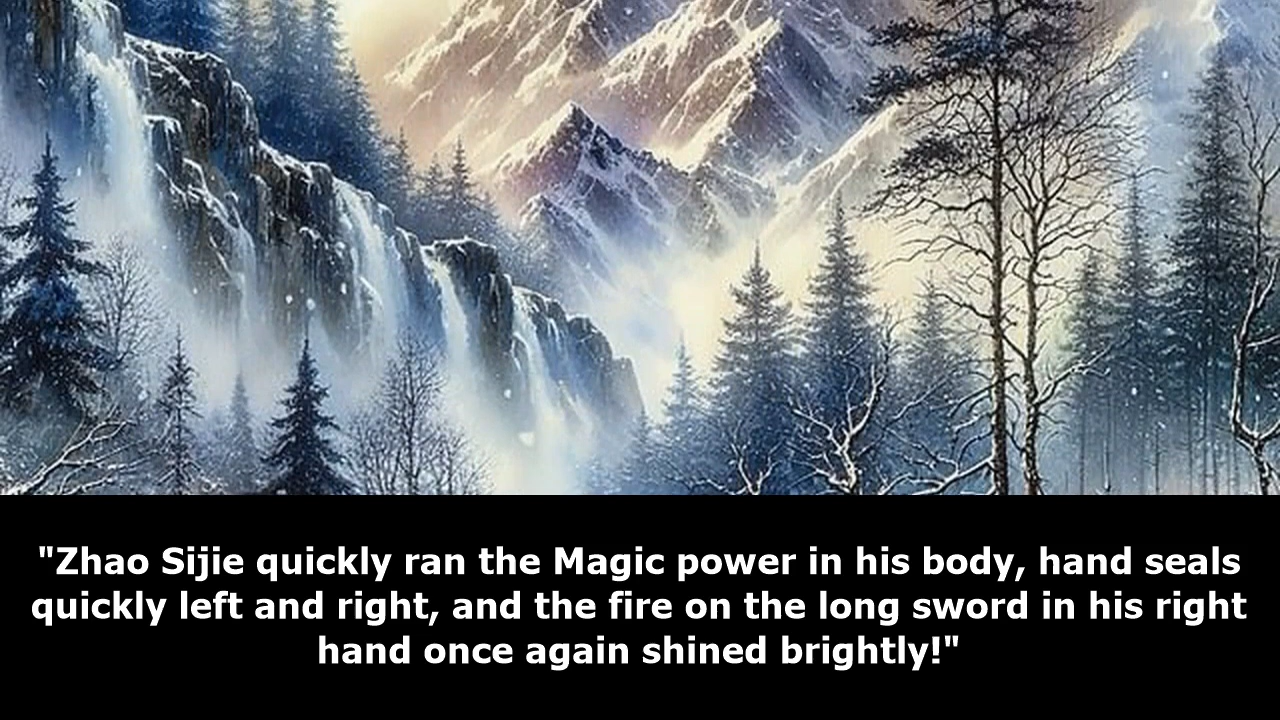 "Zhao Sijie quickly ran the Magic power in his body, hand seals
quickly left and right, and the fire on the long sword in his right
hand once again shined brightly!"